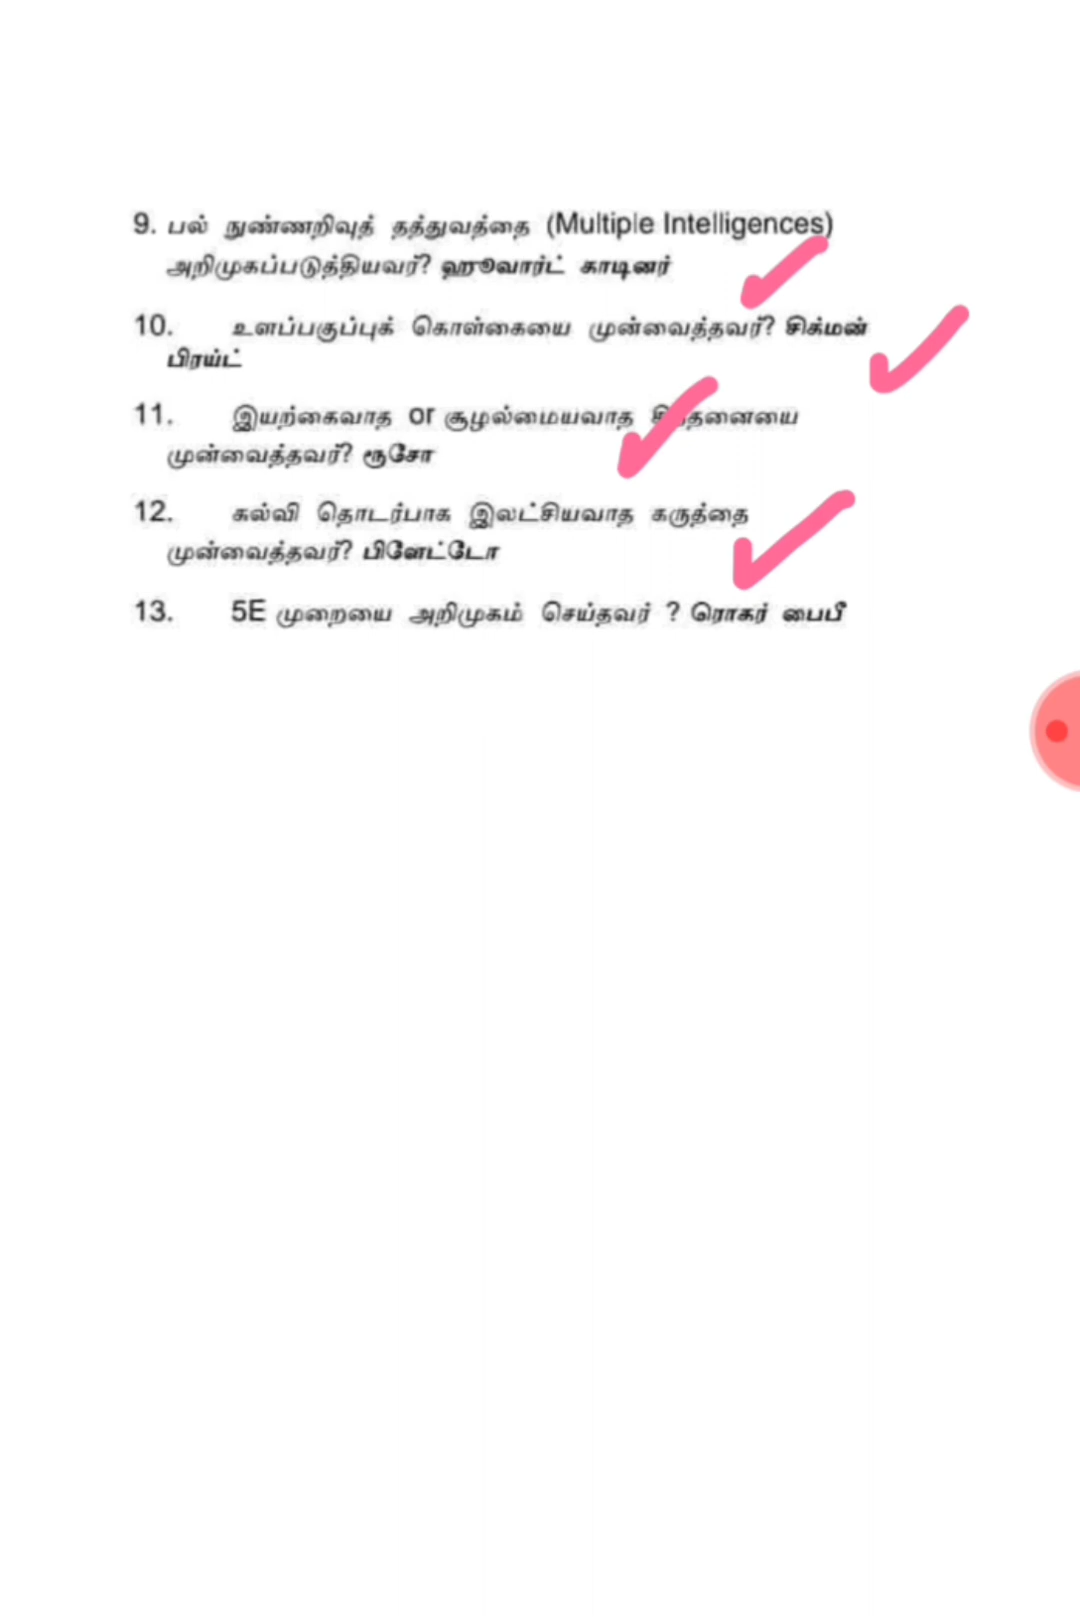 9. பல் நுண்ணறிவுத் தத்துவத்தை (Multiple Intelligences)
அறிமுகப்படுத்தியவர்? ஹூவார்ட் காடினர்
10. உளப்பகுப்புக் கொள்கையை முன்வைத்தவர்? சிக்மன்
பிரய்ட்
11. இயற்கைவாத or சூழல்மையவாத சிந்தனையை
முன்வைத்தவர்? ரூசோ
12. கல்வி தொடர்பாக இலட்சியவாத கருத்தை
முன்வைத்தவர்? பிளேட்டோ
13. 5E முறையை அறிமுகம் செய்தவர் ? ரொகர் பைபீ